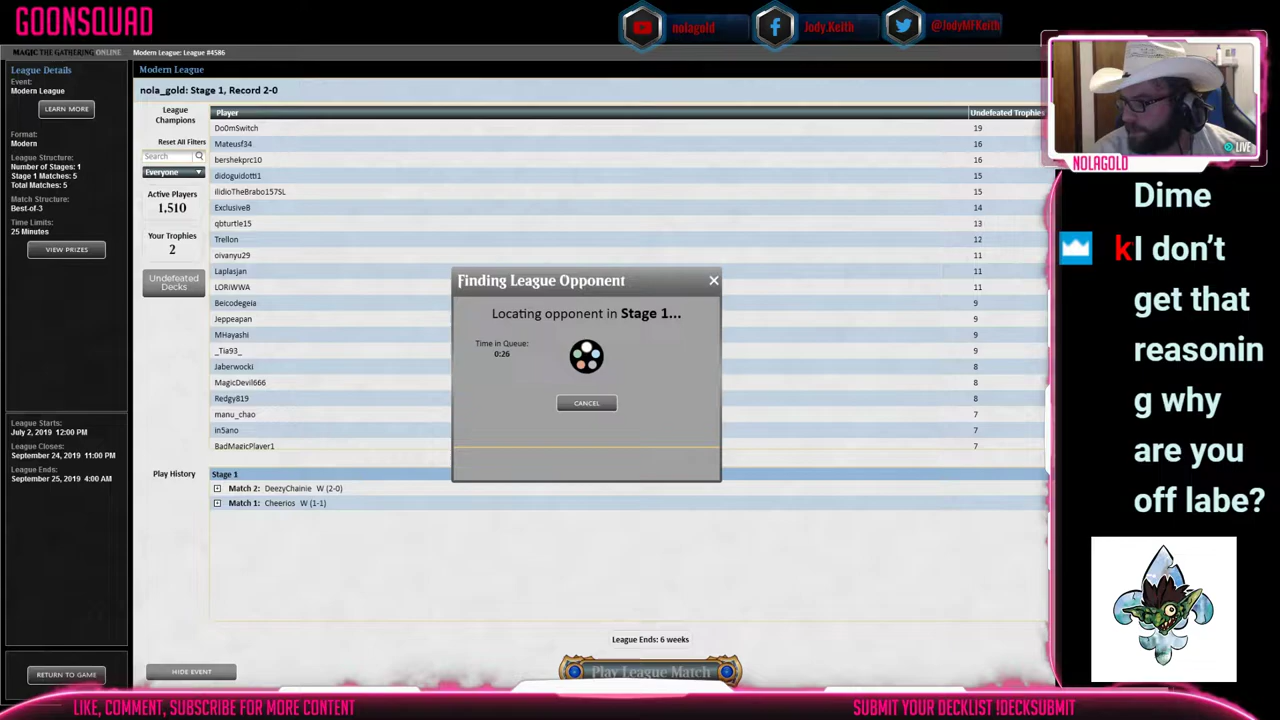 GOONSQUAD
nolagold
Jody.Keith
@JodyMFKeith
MAGIC THE GATHERING ONLINE
Modern League: League #4586
League Details
Event:
Modern League
LEARN MORE
Format:
Modern
League Structure:
Number of Stages: 1
Stage 1 Matches: 5
Total Matches: 5
Match Structure:
Best-of-3
Time Limits:
25 Minutes
VIEW PRIZES
League Starts:
July 2, 2019 12:00 PM
League Closes:
September 24, 2019 11:00 PM
League Ends:
September 25, 2019 4:00 AM
RETURN TO GAME
Modern League
nola_gold: Stage 1, Record 2-0
League
Champions
Reset All Filters
Search
Everyone
Active Players
1,510
Your Trophies
2
Undefeated
Decks
Player Undefeated Trophies
Do0mSwitch 19
Mateusf34 16
bershekprc10 16
didoguidotti1 15
ilidioTheBrabo157SL 15
ExclusiveB 14
qbturtle15 13
Trellon 12
oivanyu29 11
Laplasjan 11
LORiWWA 11
Beicodegeia 9
Jeppeapan 9
MHayashi 9
_Tia93_ 9
Jaberwocki 8
MagicDevil666 8
Redgy819 8
manu_chao 7
in5ano 7
BadMagicPlayer1 7
Finding League Opponent
Locating opponent in Stage 1...
Time in Queue:
0:26
CANCEL
Play History
Stage 1
Match 2: DeezyChainie W (2-0)
Match 1: Cheerios W (1-1)
League Ends: 6 weeks
HIDE EVENT
Play League Match
LIVE
NOLAGOLD
Dime
kI don't
get that
reasonin
g why
are you
off labe?
LIKE, COMMENT, SUBSCRIBE FOR MORE CONTENT
SUBMIT YOUR DECKLIST !DECKSUBMIT